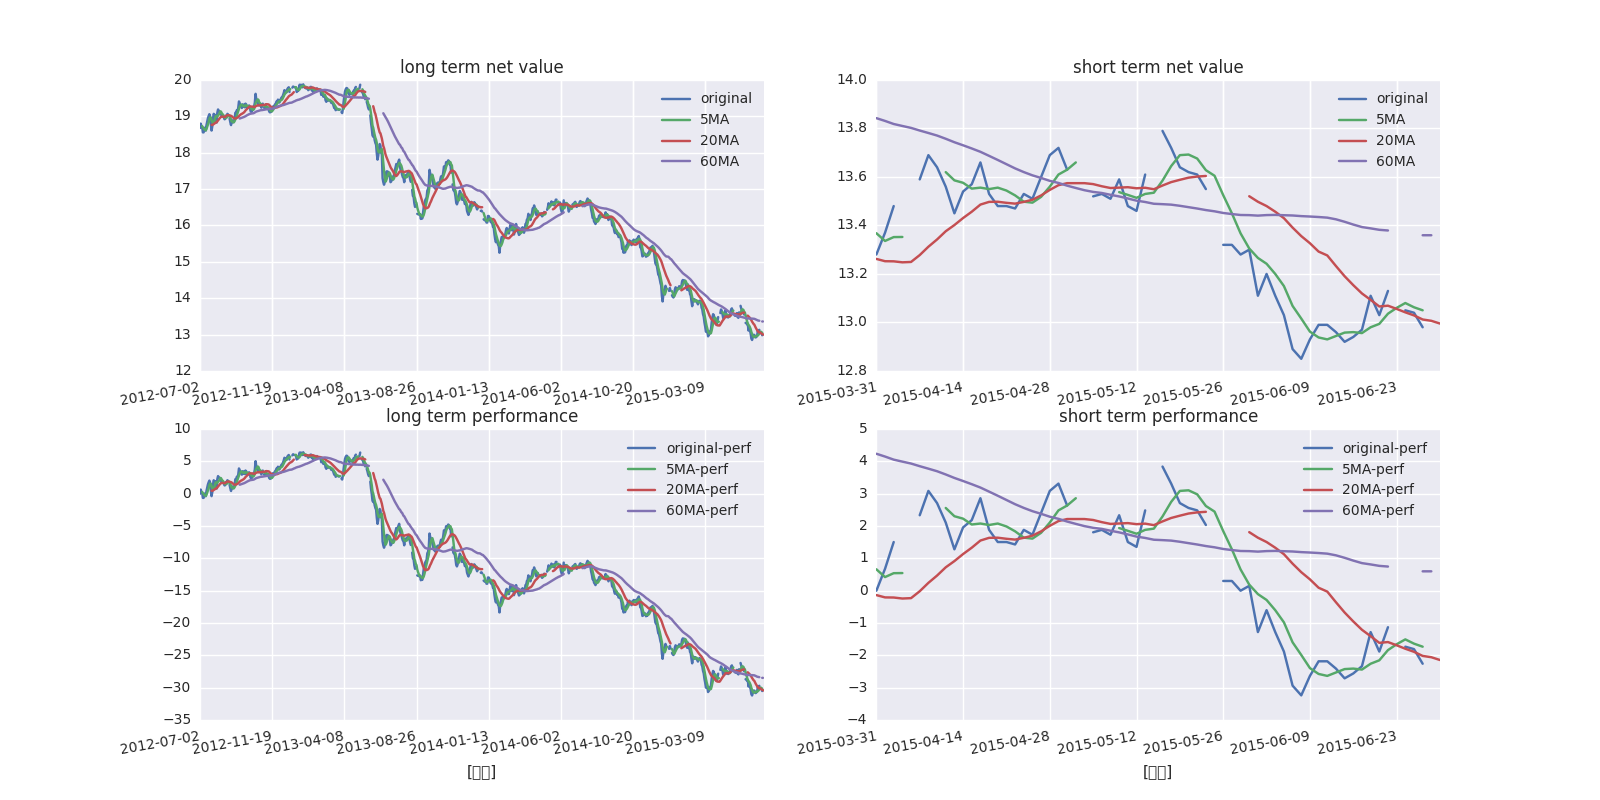 long term net value
20
19
18
17
16
15
14
13
12
original
5MA
20MA
60MA
2012-07-02 2012-11-19 2013-04-08 2013-08-26 2014-01-13 2014-06-02 2014-10-20 2015-03-09
short term net value
14.0
13.8
13.6
13.4
13.2
13.0
12.8
original
5MA
20MA
60MA
2015-03-31 2015-04-14 2015-04-28 2015-05-12 2015-05-26 2015-06-09 2015-06-23
long term performance
10
5
0
−5
−10
−15
−20
−25
−30
−35
original-perf
5MA-perf
20MA-perf
60MA-perf
2012-07-02 2012-11-19 2013-04-08 2013-08-26 2014-01-13 2014-06-02 2014-10-20 2015-03-09
[▯▯]
short term performance
5
4
3
2
1
0
−1
−2
−3
−4
original-perf
5MA-perf
20MA-perf
60MA-perf
2015-03-31 2015-04-14 2015-04-28 2015-05-12 2015-05-26 2015-06-09 2015-06-23
[▯▯]